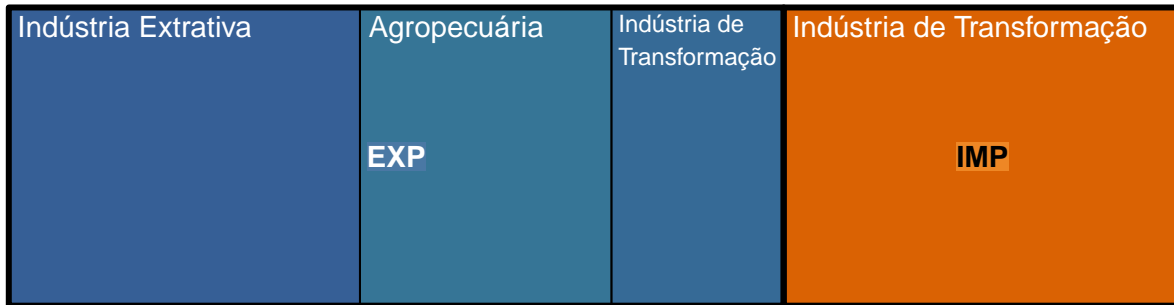 Indústria Extrativa
Agropecuária
Indústria de
Transformação
Indústria de Transformação
EXP
IMP